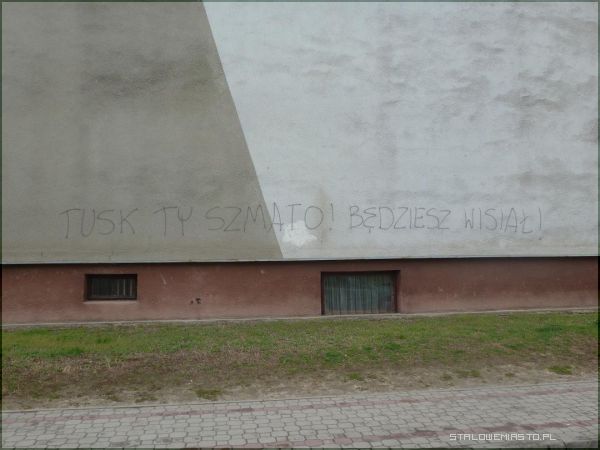 TUSK TY SZMATO! BĘDZIESZ WISIAŁ!
STALOWEMIASTO.PL